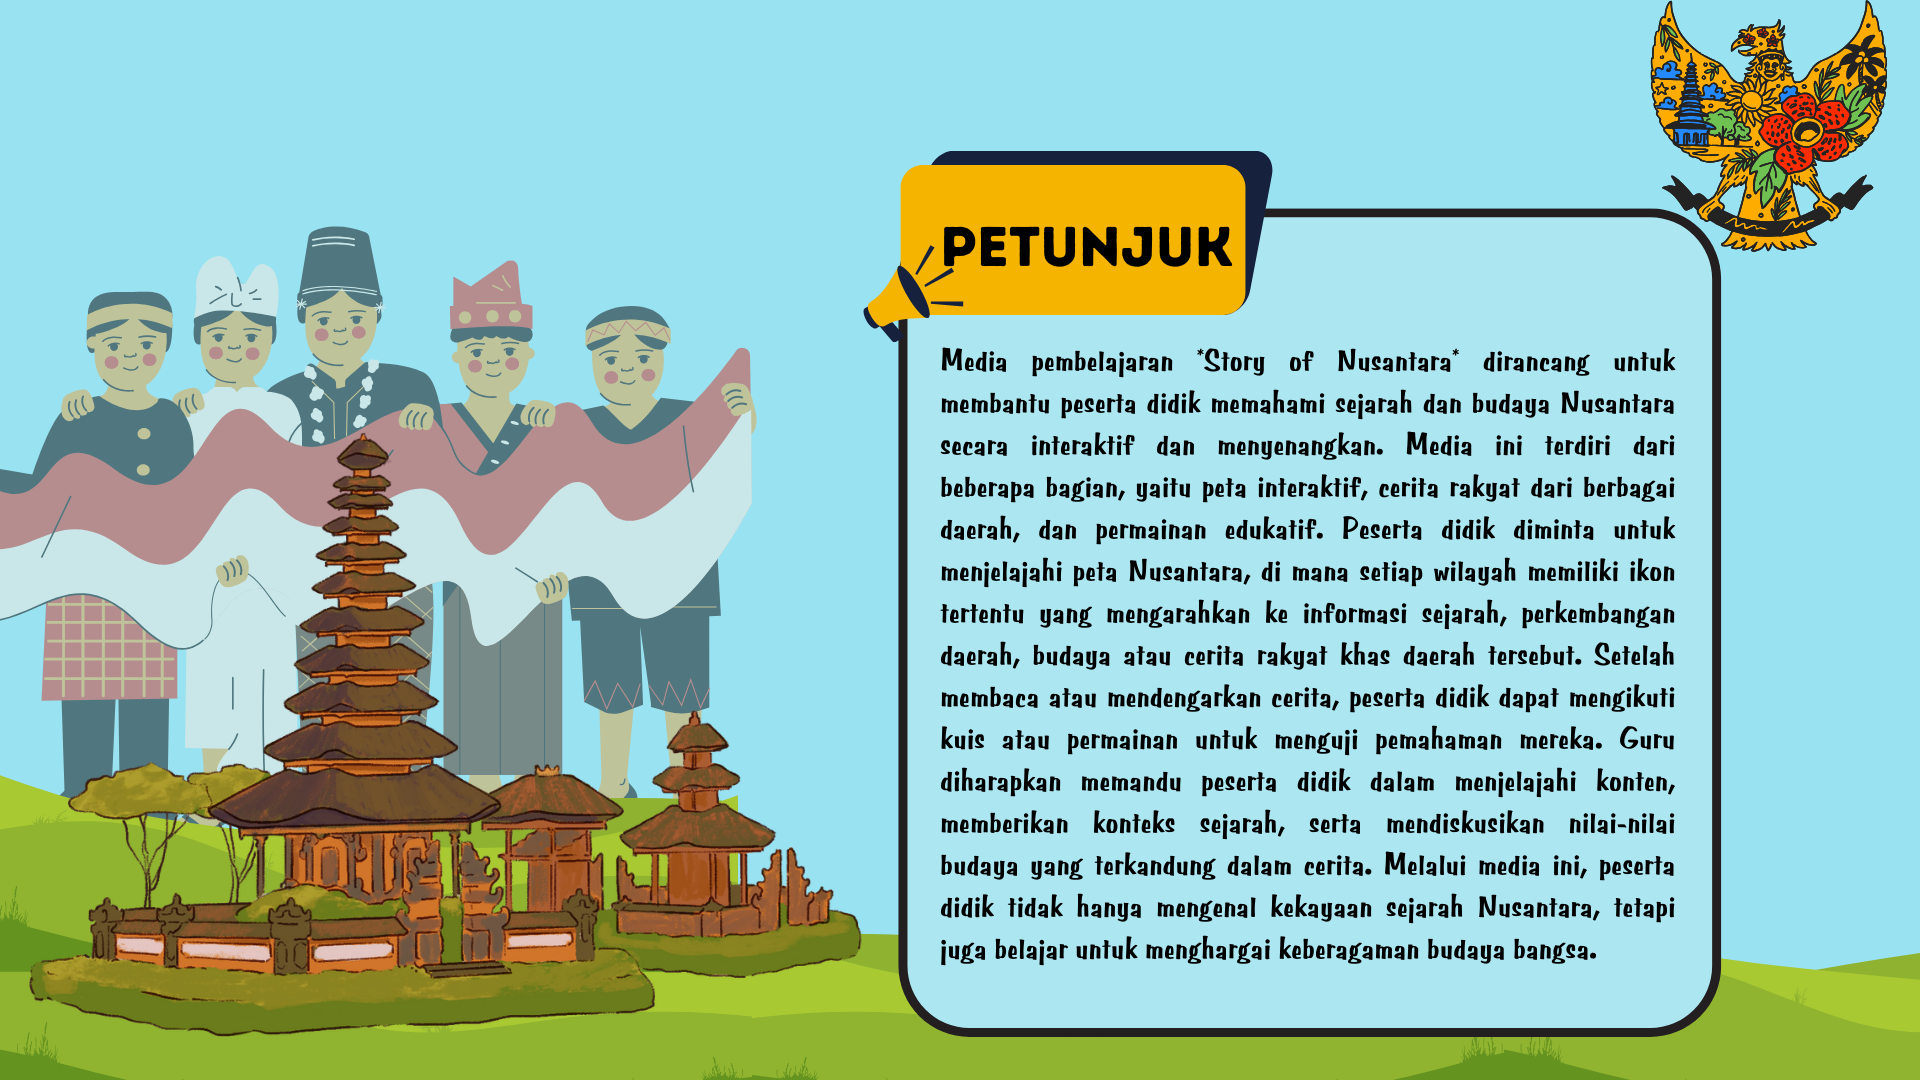 PETUNJUK
Media pembelajaran *Story of Nusantara* dirancang untuk
membantu peserta didik memahami sejarah dan budaya Nusantara
secara interaktif dan menyenangkan. Media ini terdiri dari
beberapa bagian, yaitu peta interaktif, cerita rakyat dari berbagai
daerah, dan permainan edukatif. Peserta didik diminta untuk
menjelajahi peta Nusantara, di mana setiap wilayah memiliki ikon
tertentu yang mengarahkan ke informasi sejarah, perkembangan
daerah, budaya atau cerita rakyat khas daerah tersebut. Setelah
membaca atau mendengarkan cerita, peserta didik dapat mengikuti
kuis atau permainan untuk menguji pemahaman mereka. Guru
diharapkan memandu peserta didik dalam menjelajahi konten,
memberikan konteks sejarah, serta mendiskusikan nilai-nilai
budaya yang terkandung dalam cerita. Melalui media ini, peserta
didik tidak hanya mengenal kekayaan sejarah Nusantara, tetapi
juga belajar untuk menghargai keberagaman budaya bangsa.